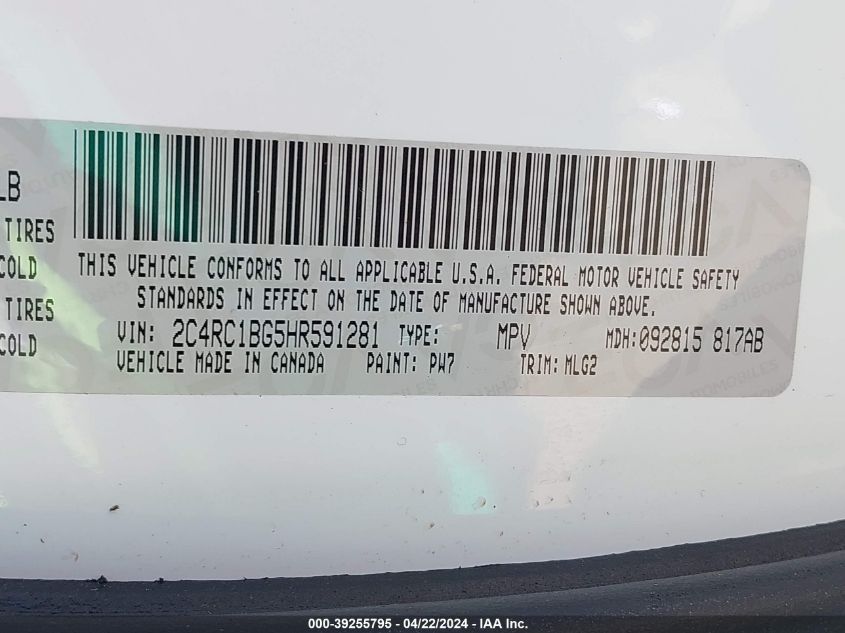 LB
TIRES
COLD
TIRES
COLD
THIS VEHICLE CONFORMS TO ALL APPLICABLE U.S.A. FEDERAL MOTOR VEHICLE SAFETY
STANDARDS IN EFFECT ON THE DATE OF MANUFACTURE SHOWN ABOVE.
VIN: 2C4RC1BG5HR591281 TYPE: MPV MDH:092815 817AB
VEHICLE MADE IN CANADA PAINT: PW7 TRIM: MLG2
000-39255795 - 04/22/2024 - IAA Inc.